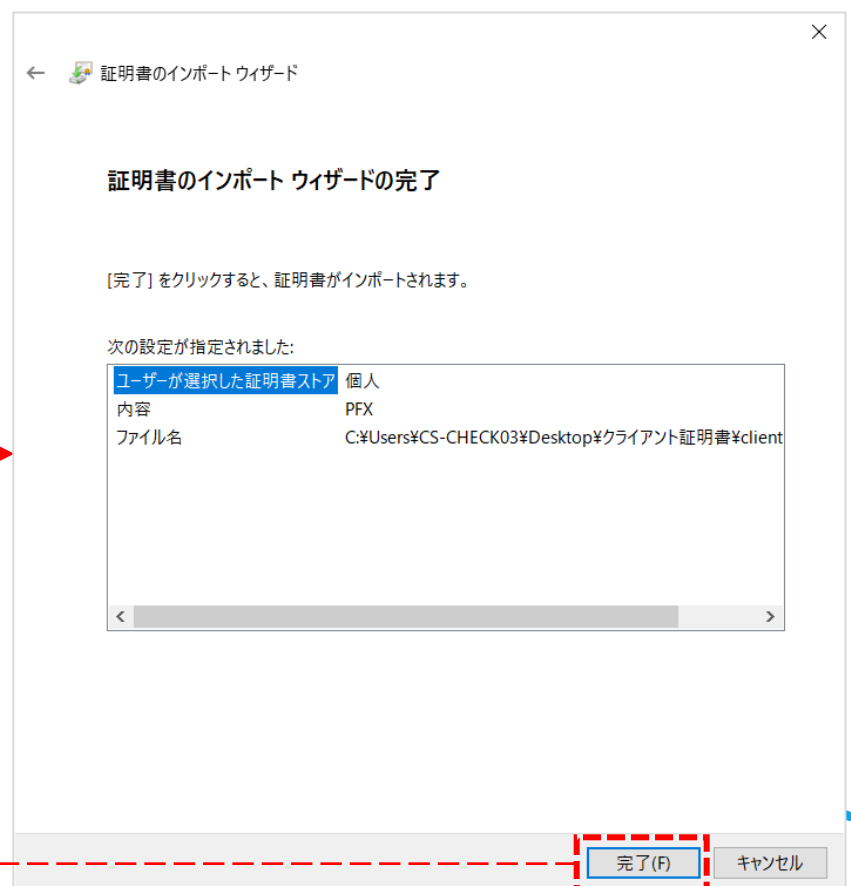 証明書のインポート ウィザード
証明書のインポート ウィザードの完了
[完了] をクリックすると、証明書がインポートされます。
次の設定が指定されました:
ユーザーが選択した証明書ストア 個人
内容 PFX
ファイル名 C:¥Users¥CS-CHECK03¥Desktop¥クライアント証明書¥client
完了(F) キャンセル